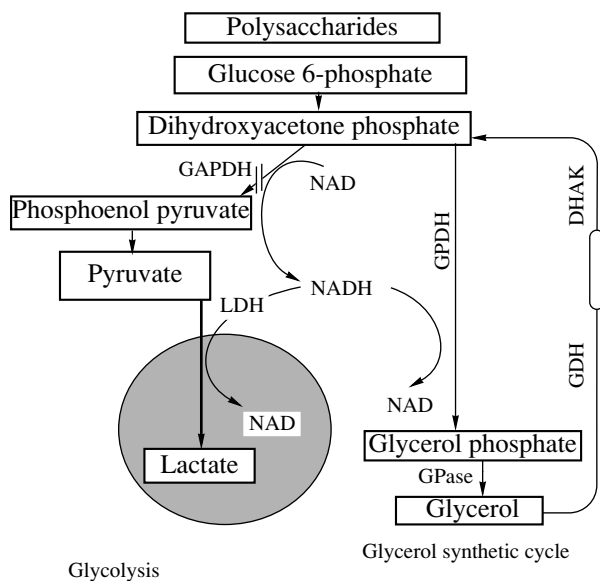 Polysaccharides
Glucose 6-phosphate
Dihydroxyacetone phosphate
GAPDH
NAD
Phosphoenol pyruvate
Pyruvate
LDH
NADH
GPDH
DHAK
GDH
NAD
NAD
Lactate
Glycerol phosphate
GPase
Glycerol
Glycolysis
Glycerol synthetic cycle